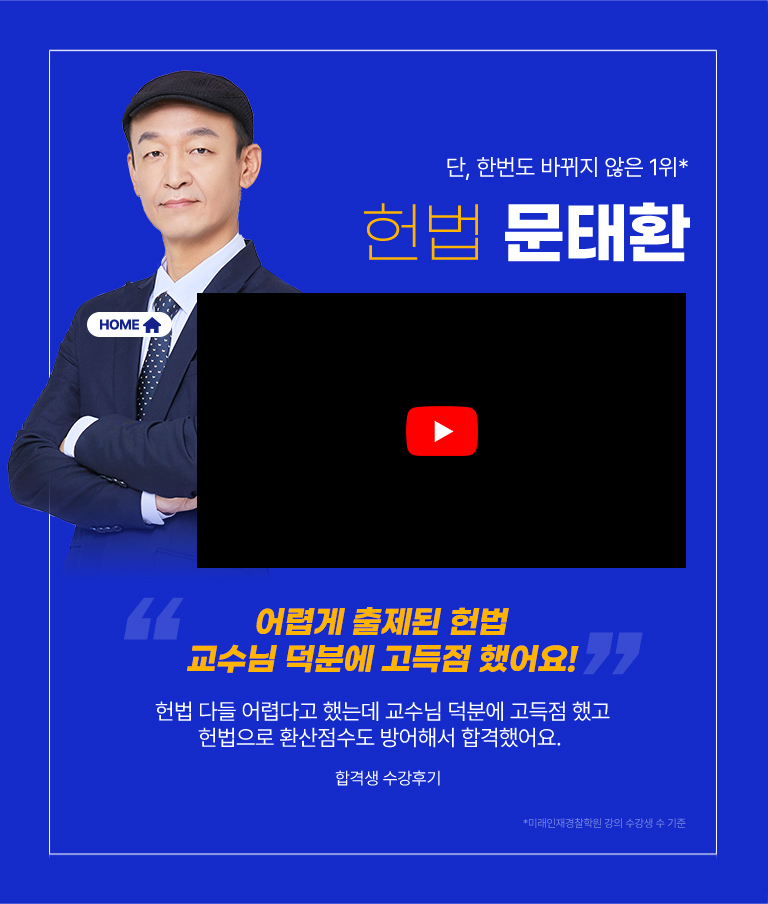 단, 한번도 바뀌지 않은 1위*
헌법 문태환
HOME
“ 어렵게 출제된 헌법
교수님 덕분에 고득점 했어요! ”
헌법 다들 어렵다고 했는데 교수님 덕분에 고득점 했고
헌법으로 환산점수도 방어해서 합격했어요.
합격생 수강후기
*미래인재경찰학원 강의 수강생 수 기준